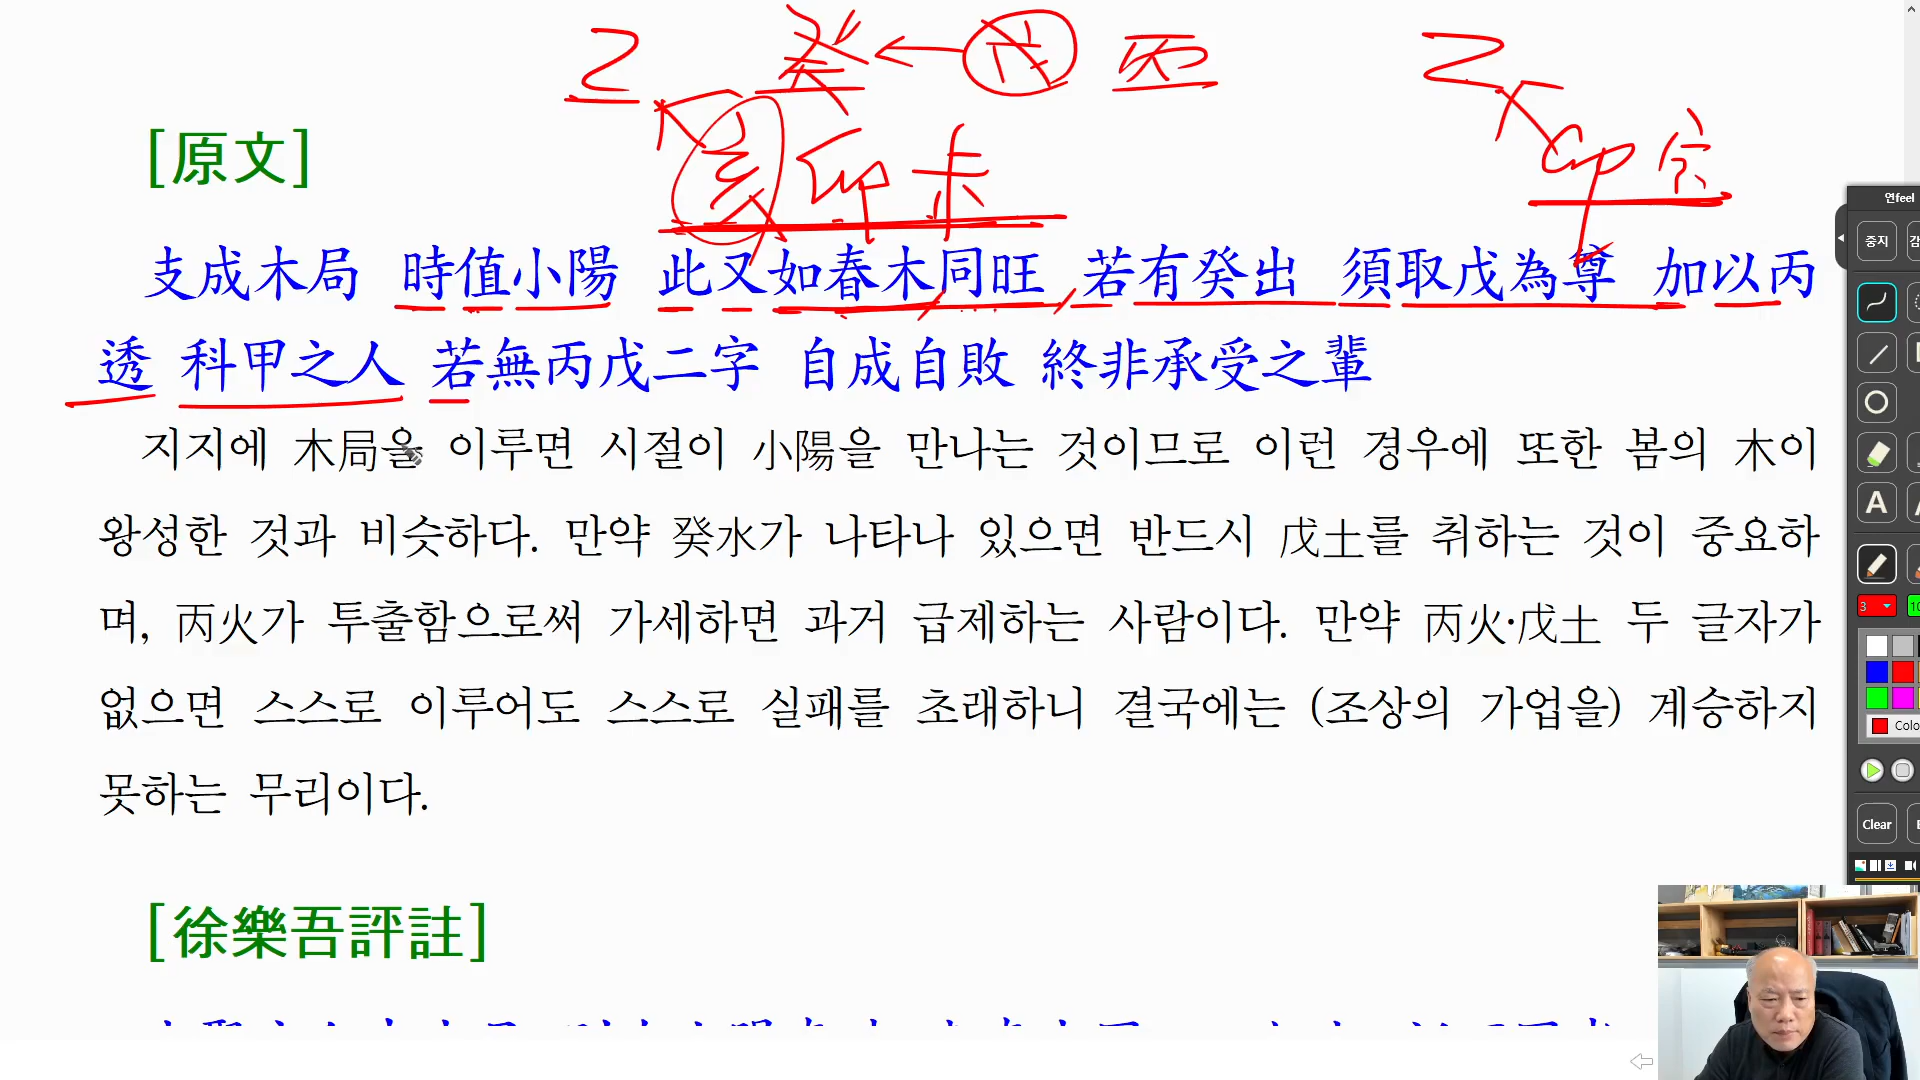 乙 癸 戊 丙 乙
亥 卯 未 卯
[原文]
支成木局 時值小陽 此又如春木同旺 若有癸出 須取戊為尊 加以丙
透 科甲之人 若無丙戊二字 自成自敗 終非承受之輩
지지에 木局을 이루면 시절이 小陽을 만나는 것이므로 이런 경우에 또한 봄의 木이
왕성한 것과 비슷하다. 만약 癸水가 나타나 있으면 반드시 戊土를 취하는 것이 중요하
며, 丙火가 투출함으로써 가세하면 과거 급제하는 사람이다. 만약 丙火·戊土 두 글자가
없으면 스스로 이루어도 스스로 실패를 초래하니 결국에는 (조상의 가업을) 계승하지
못하는 무리이다.
[徐樂吾評註]
연feel
중지
A
3
Colo
Clear